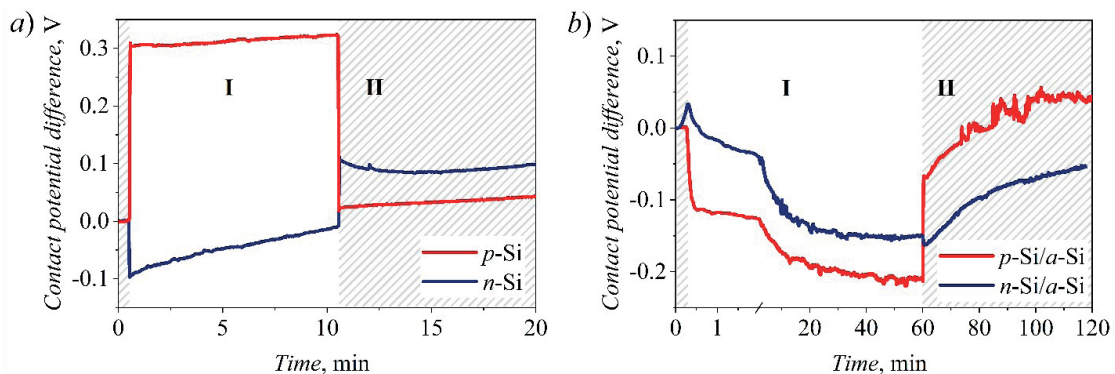 a)
Contact potential difference, V
0.3
0.2
0.1
0.0
-0.1
I
II
p-Si
n-Si
0 5 10 15 20
Time, min
b)
Contact potential difference, V
0.1
0.0
-0.1
-0.2
I
II
p-Si/a-Si
n-Si/a-Si
0 1 20 40 60 80 100 120
Time, min